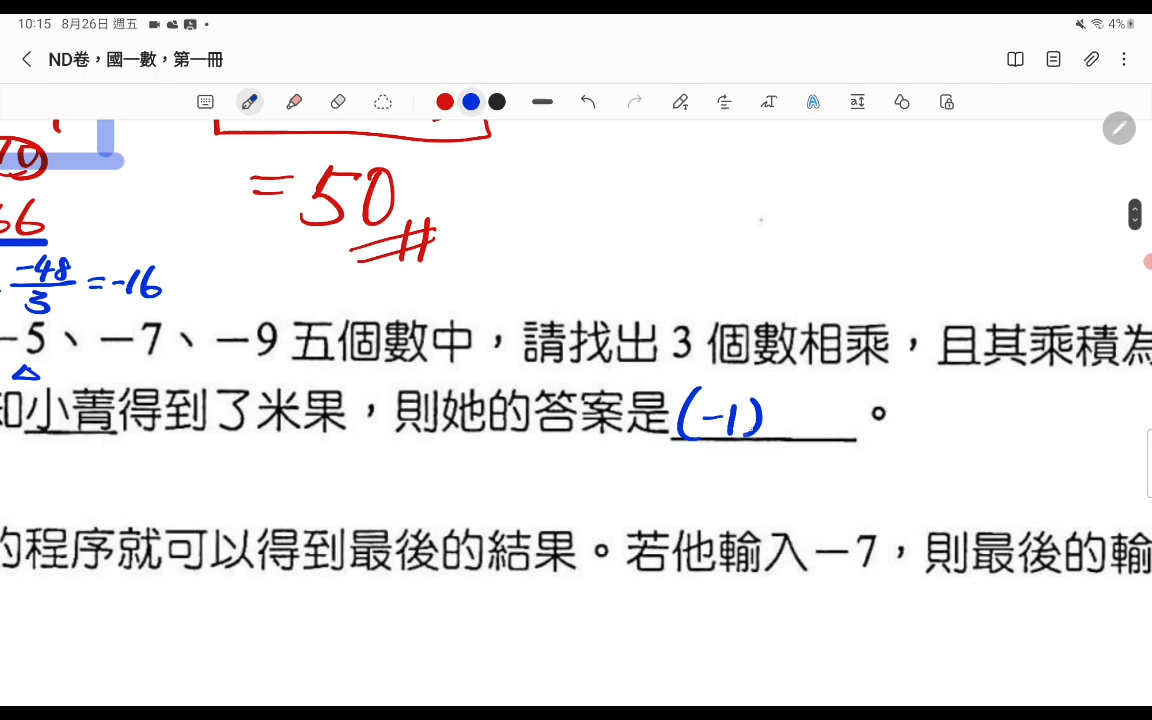 10:15 8月26日 週五 4%
ND卷，國一數，第一冊
= 50
66
-48/3 = -16
-5、-7、-9 五個數中，請找出 3 個數相乘，且其乘積為
知小菁得到了米果，則她的答案是 (-1) 。
的程序就可以得到最後的結果。若他輸入-7，則最後的輸